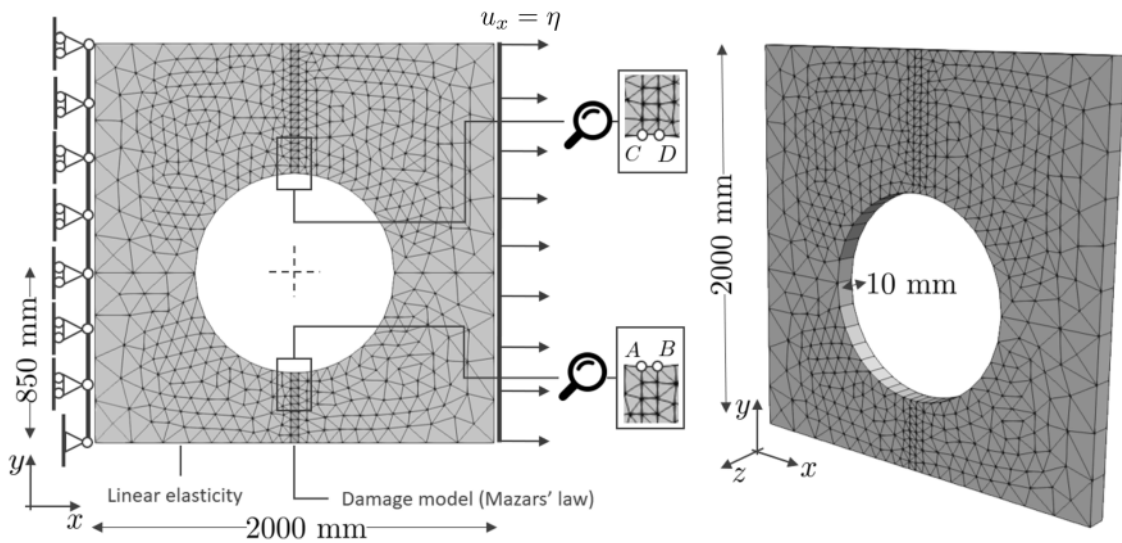 u_x = η
C D
A B
850 mm
y
x
Linear elasticity
Damage model (Mazars' law)
2000 mm
2000 mm
10 mm
y
z
x